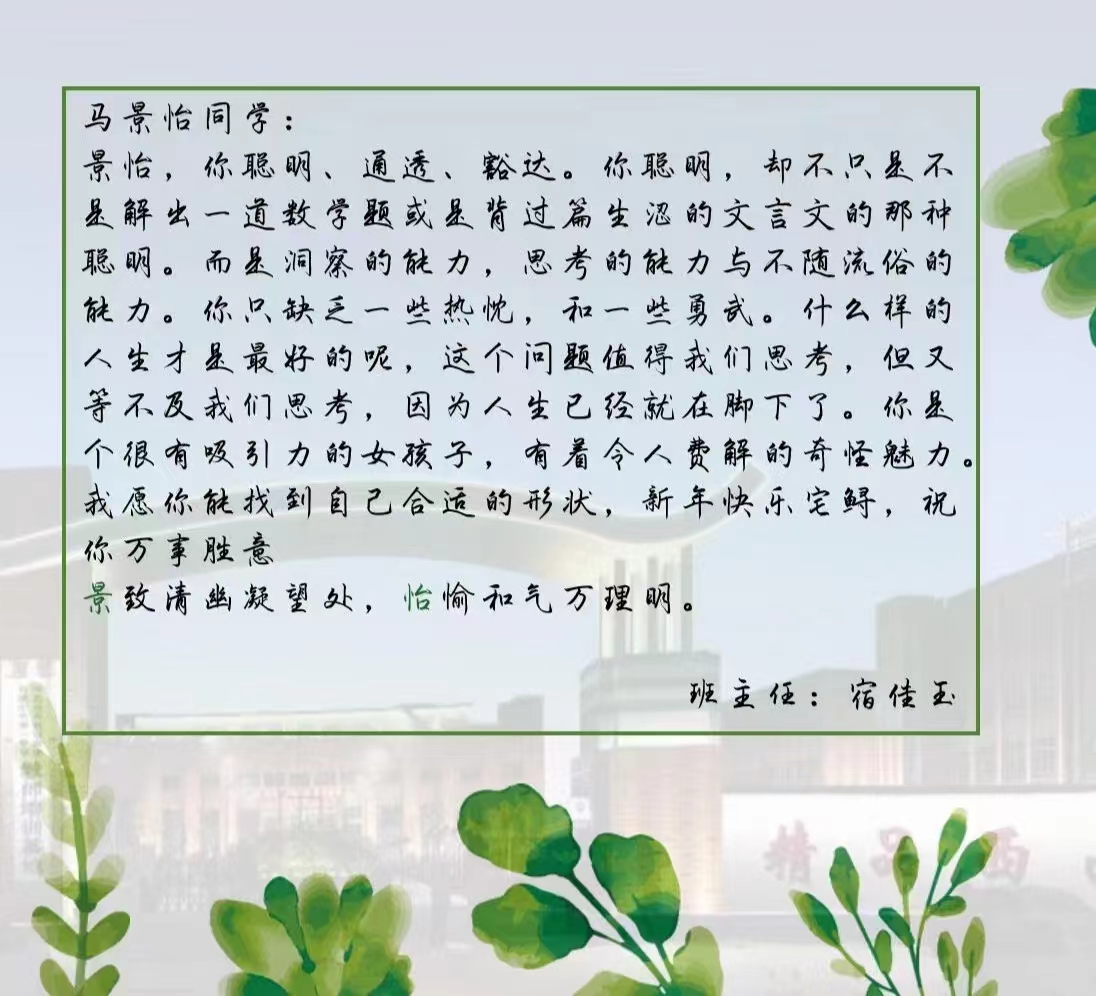 马景怡同学：
景怡，你聪明、通透、豁达。你聪明，却不只是不
是解出一道数学题或是背过篇生涩的文言文的那种
聪明。而是洞察的能力，思考的能力与不随流俗的
能力。你只缺乏一些热忱，和一些勇武。什么样的
人生才是最好的呢，这个问题值得我们思考，但又
等不及我们思考，因为人生已经就在脚下了。你是
个很有吸引力的女孩子，有着令人费解的奇怪魅力。
我愿你能找到自己合适的形状，新年快乐宅鲟，祝
你万事胜意
景致清幽凝望处，怡愉和气万理明。
班主任：宿佳玉
精品西